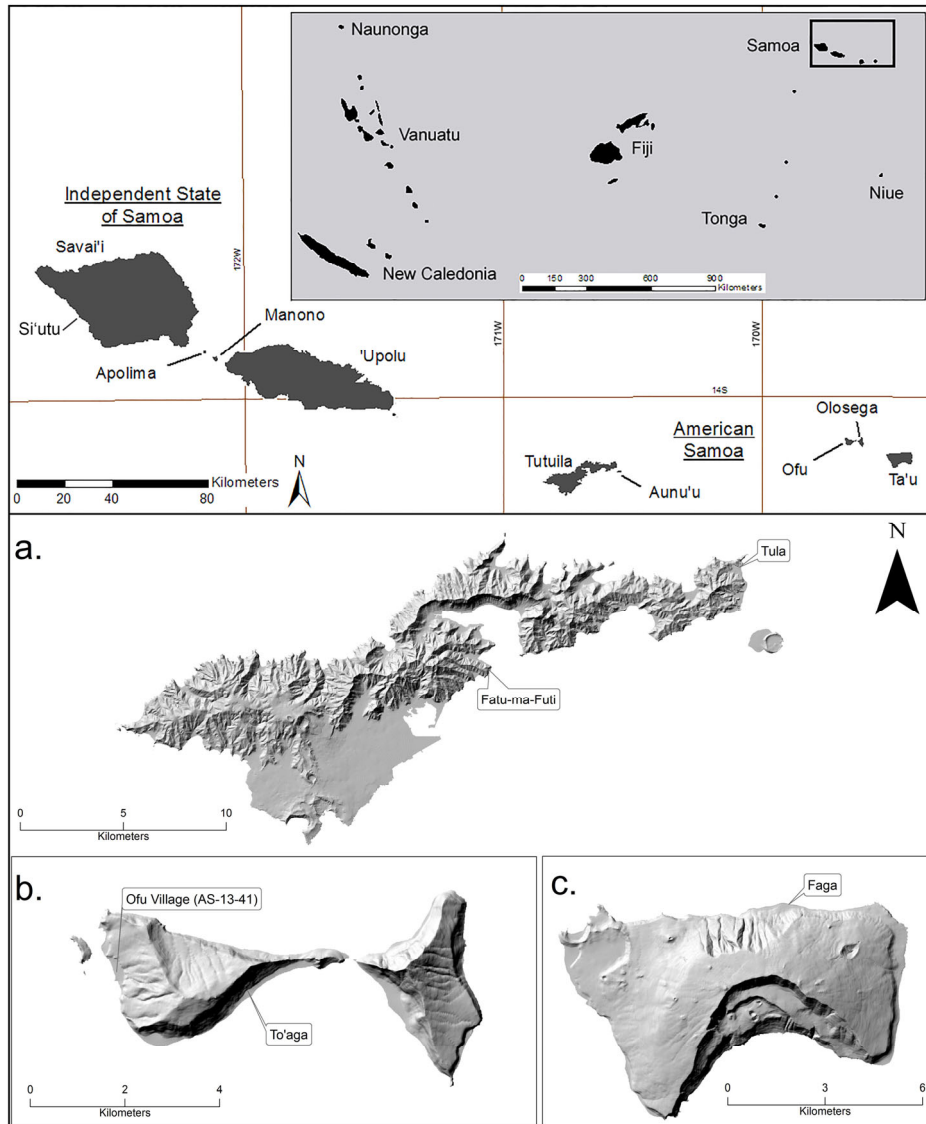 Naunonga
Samoa
Vanuatu
Fiji
Niue
Tonga
New Caledonia
0 150 300 600 900
Kilometers
Independent State
of Samoa
Savai'i
172W
Si‘utu
Manono
Apolima
'Upolu
171W
170W
14S
American
Samoa
Olosega
Ofu
Ta'u
Tutuila
Aunu'u
N
Kilometers
0 20 40 80
a.
N
Tula
Fatu-ma-Futi
0 5 10
Kilometers
b.
Ofu Village (AS-13-41)
To'aga
0 2 4
Kilometers
c.
Faga
0 3 6
Kilometers